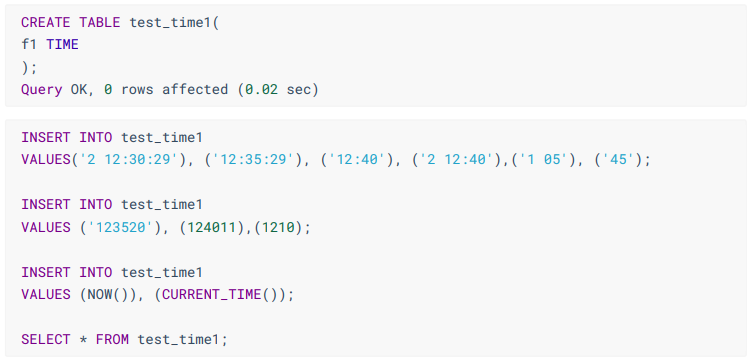 CREATE TABLE test_time1(
f1 TIME
);
Query OK, 0 rows affected (0.02 sec)
INSERT INTO test_time1
VALUES('2 12:30:29'), ('12:35:29'), ('12:40'), ('2 12:40'),('1 05'), ('45');
INSERT INTO test_time1
VALUES ('123520'), (124011),(1210);
INSERT INTO test_time1
VALUES (NOW()), (CURRENT_TIME());
SELECT * FROM test_time1;